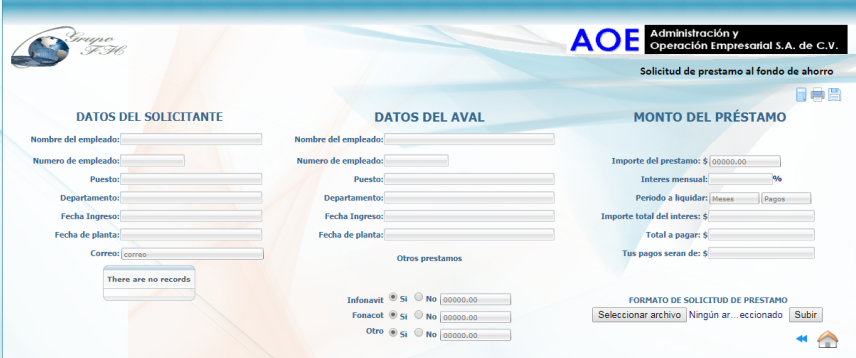 Grupo
FH
AOE Administración y
Operación Empresarial S.A. de C.V.
Solicitud de prestamo al fondo de ahorro
DATOS DEL SOLICITANTE
Nombre del empleado:
Numero de empleado:
Puesto:
Departamento:
Fecha Ingreso:
Fecha de planta:
Correo: correo
There are no records
DATOS DEL AVAL
Nombre del empleado:
Numero de empleado:
Puesto:
Departamento:
Fecha Ingreso:
Fecha de planta:
Otros prestamos
Infonavit Si No 00000.00
Fonacot Si No 00000.00
Otro Si No 00000.00
MONTO DEL PRÉSTAMO
Importe del prestamo: $ 00000.00
Interes mensual: %
Periodo a liquidar: Meses Pagos
Importe total del interes: $
Total a pagar: $
Tus pagos seran de: $
FORMATO DE SOLICITUD DE PRESTAMO
Seleccionar archivo Ningún ar...eccionado Subir